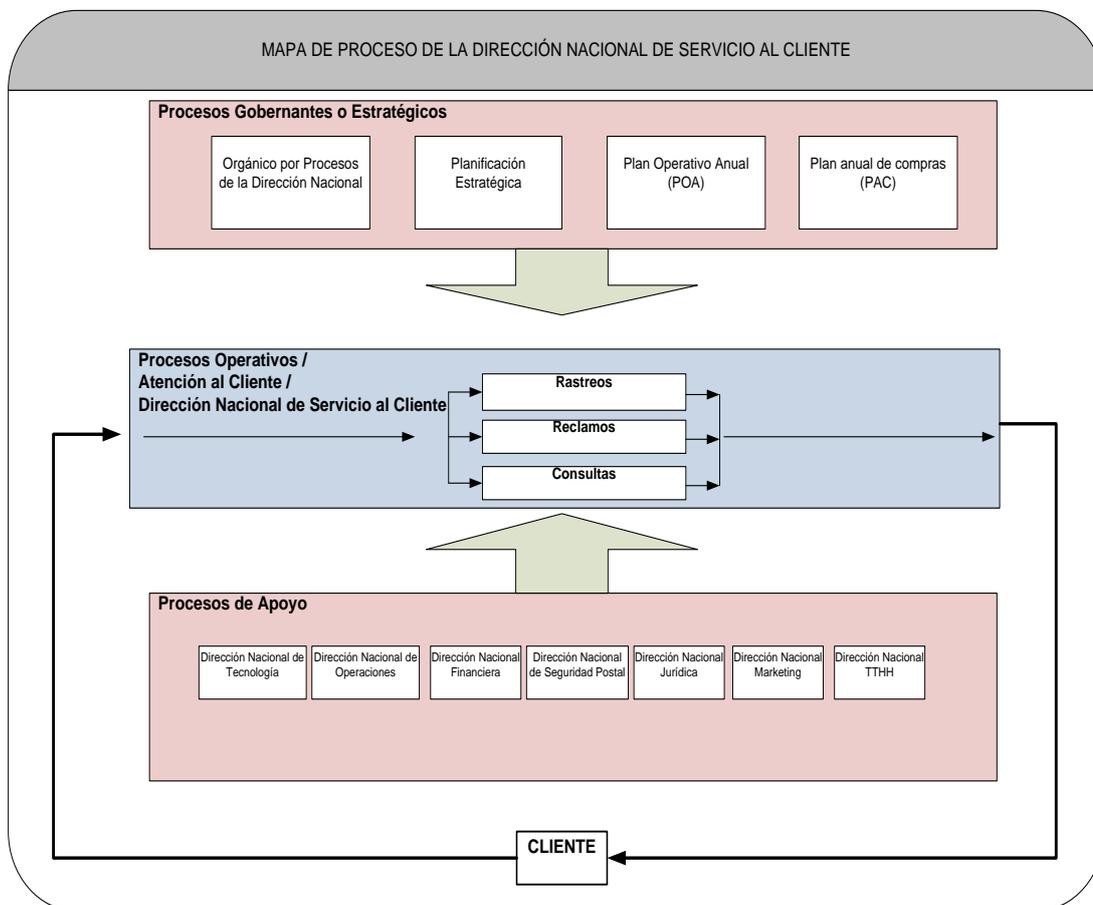 MAPA DE PROCESO DE LA DIRECCIÓN NACIONAL DE SERVICIO AL CLIENTE
Procesos Gobernantes o Estratégicos
Orgánico por Procesos
de la Dirección Nacional
Planificación
Estratégica
Plan Operativo Anual
(POA)
Plan anual de compras
(PAC)
Procesos Operativos /
Atención al Cliente /
Dirección Nacional de Servicio al Cliente
Rastreos
Reclamos
Consultas
Procesos de Apoyo
Dirección Nacional de
Tecnología
Dirección Nacional de
Operaciones
Dirección Nacional
Financiera
Dirección Nacional
de Seguridad Postal
Dirección Nacional
Jurídica
Dirección Nacional
Marketing
Dirección Nacional
TTHH
CLIENTE